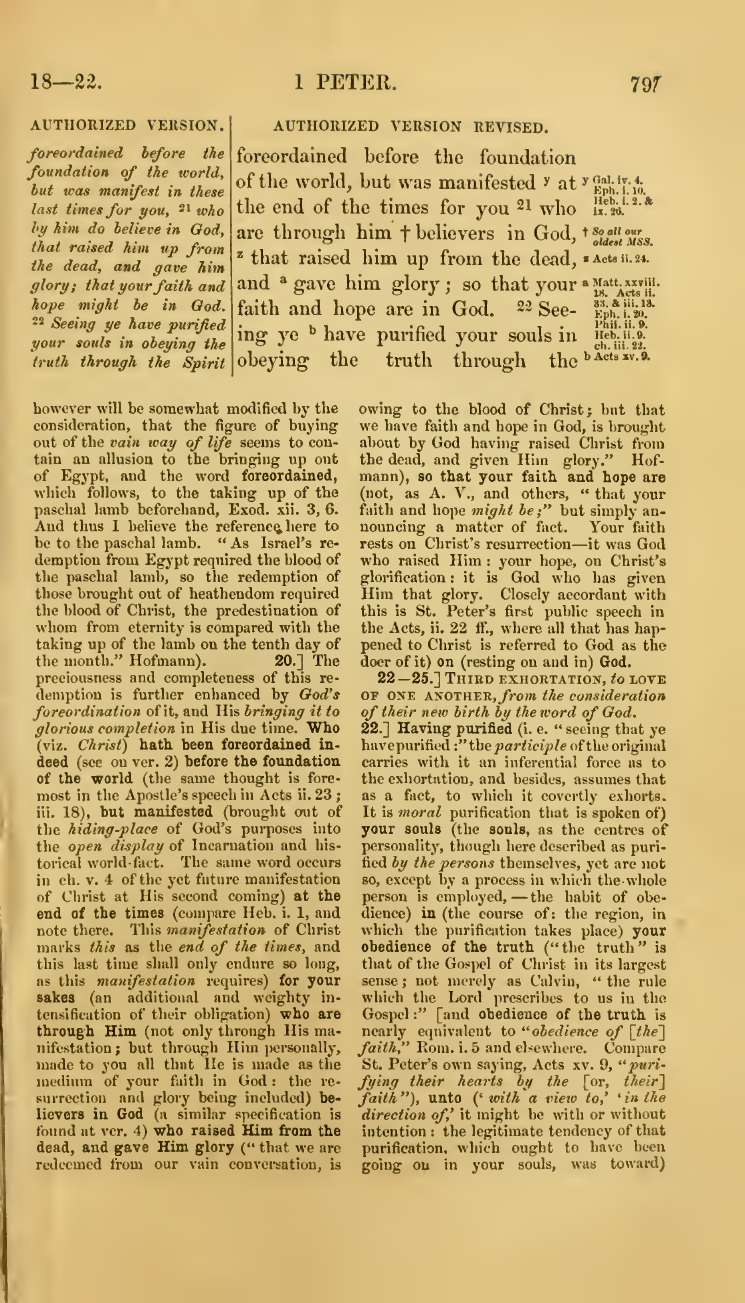 18—22.
1 PETER.
797
AUTHORIZED VERSION.
foreordained before the
foundation of the world,
but was manifest in these
last times for you, 21 who
by him do believe in God,
that raised him up from
the dead, and gave him
glory; that your faith and
hope might be in God.
22 Seeing ye have purified
your souls in obeying the
truth through the Spirit
AUTHORIZED VERSION REVISED.
foreordained before the foundation
of the world, but was manifested y at
the end of the times for you 21 who
are through him † believers in God,
z that raised him up from the dead,
and a gave him glory ; so that your
faith and hope are in God. 22 See-
ing ye b have purified your souls in
obeying the truth through the
y Gal. iv. 4.
Eph. i. 10.
Heb. i. 2. &
ix. 26.
† So all our
oldest MSS.
z Acts ii. 24.
a Matt. xxviii.
18. Acts ii.
33. & iii. 13.
Eph. i. 20.
Phil. ii. 9.
Heb. ii. 9.
ch. iii. 22.
b Acts xv. 9.
however will be somewhat modified by the
consideration, that the figure of buying
out of the vain way of life seems to con-
tain an allusion to the bringing up out
of Egypt, and the word foreordained,
which follows, to the taking up of the
paschal lamb beforehand, Exod. xii. 3, 6.
And thus I believe the reference here to
be to the paschal lamb. “ As Israel’s re-
demption from Egypt required the blood of
the paschal lamb, so the redemption of
those brought out of heathendom required
the blood of Christ, the predestination of
whom from eternity is compared with the
taking up of the lamb on the tenth day of
the month.” Hofmann). 20.] The
preciousness and completeness of this re-
demption is further enhanced by God’s
foreordination of it, and His bringing it to
glorious completion in His due time. Who
(viz. Christ) hath been foreordained in-
deed (see on ver. 2) before the foundation
of the world (the same thought is fore-
most in the Apostle’s speech in Acts ii. 23 ;
iii. 18), but manifested (brought out of
the hiding-place of God’s purposes into
the open display of Incarnation and his-
torical world-fact. The same word occurs
in ch. v. 4 of the yet future manifestation
of Christ at His second coming) at the
end of the times (compare Heb. i. 1, and
note there. This manifestation of Christ
marks this as the end of the times, and
this last time shall only endure so long,
as this manifestation requires) for your
sakes (an additional and weighty in-
tensification of their obligation) who are
through Him (not only through His ma-
nifestation ; but through Him personally,
made to you all that He is made as the
medium of your faith in God : the re-
surrection and glory being included) be-
lievers in God (a similar specification is
found at ver. 4) who raised Him from the
dead, and gave Him glory (“ that we are
redeemed from our vain conversation, is
owing to the blood of Christ ; but that
we have faith and hope in God, is brought
about by God having raised Christ from
the dead, and given Him glory.” Hof-
mann), so that your faith and hope are
(not, as A. V., and others, “ that your
faith and hope might be ;” but simply an-
nouncing a matter of fact. Your faith
rests on Christ’s resurrection—it was God
who raised Him : your hope, on Christ’s
glorification : it is God who has given
Him that glory. Closely accordant with
this is St. Peter’s first public speech in
the Acts, ii. 22 ff., where all that has hap-
pened to Christ is referred to God as the
doer of it) on (resting on and in) God.
22—25.] THIRD EXHORTATION, to LOVE
OF ONE ANOTHER, from the consideration
of their new birth by the word of God.
22.] Having purified (i. e. “ seeing that ye
have purified :” the participle of the original
carries with it an inferential force as to
the exhortation, and besides, assumes that
as a fact, to which it covertly exhorts.
It is moral purification that is spoken of)
your souls (the souls, as the centres of
personality, though here described as puri-
fied by the persons themselves, yet are not
so, except by a process in which the whole
person is employed, — the habit of obe-
dience) in (the course of : the region, in
which the purification takes place) your
obedience of the truth (“ the truth ” is
that of the Gospel of Christ in its largest
sense ; not merely as Calvin, “ the rule
which the Lord prescribes to us in the
Gospel :” [and obedience of the truth is
nearly equivalent to “ obedience of [the]
faith,” Rom. i. 5 and elsewhere. Compare
St. Peter’s own saying, Acts xv. 9, “puri-
fying their hearts by the [or, their]
faith ”), unto (‘ with a view to,’ ‘ in the
direction of,’ it might be with or without
intention : the legitimate tendency of that
purification, which ought to have been
going on in your souls, was toward)